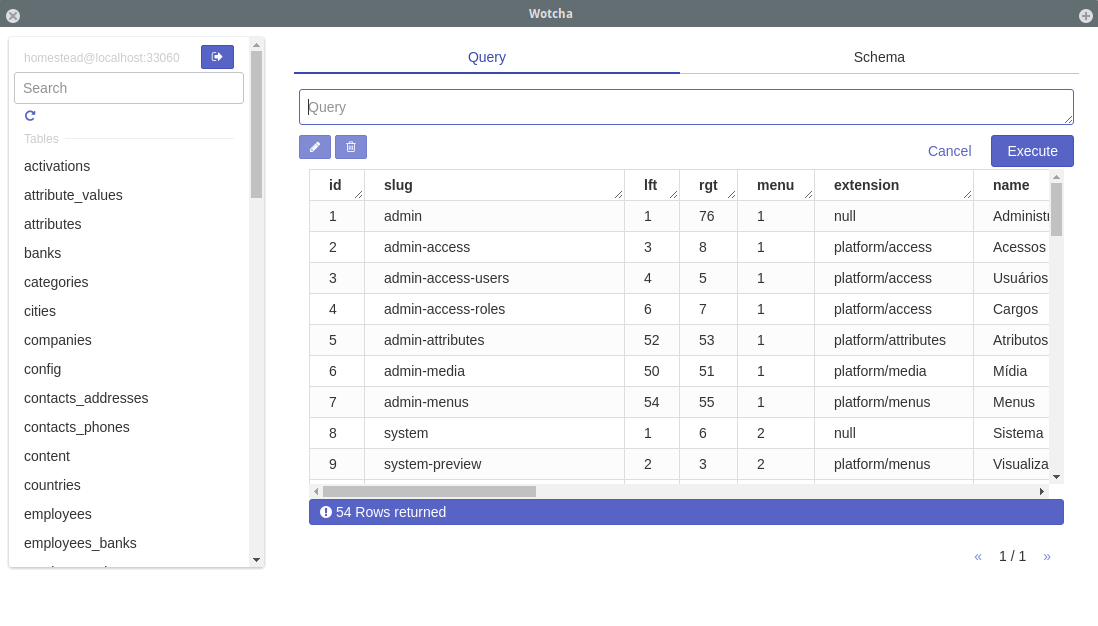 Wotcha
homestead@localhost:33060
Search
Tables
activations
attribute_values
attributes
banks
categories
cities
companies
config
contacts_addresses
contacts_phones
content
countries
employees
employees_banks
Query Schema
Query
Cancel Execute
id slug lft rgt menu extension name
1 admin 1 76 1 null Administr
2 admin-access 3 8 1 platform/access Acessos
3 admin-access-users 4 5 1 platform/access Usuários
4 admin-access-roles 6 7 1 platform/access Cargos
5 admin-attributes 52 53 1 platform/attributes Atributos
6 admin-media 50 51 1 platform/media Mídia
7 admin-menus 54 55 1 platform/menus Menus
8 system 1 6 2 null Sistema
9 system-preview 2 3 2 platform/menus Visualiza
54 Rows returned
« 1 / 1 »